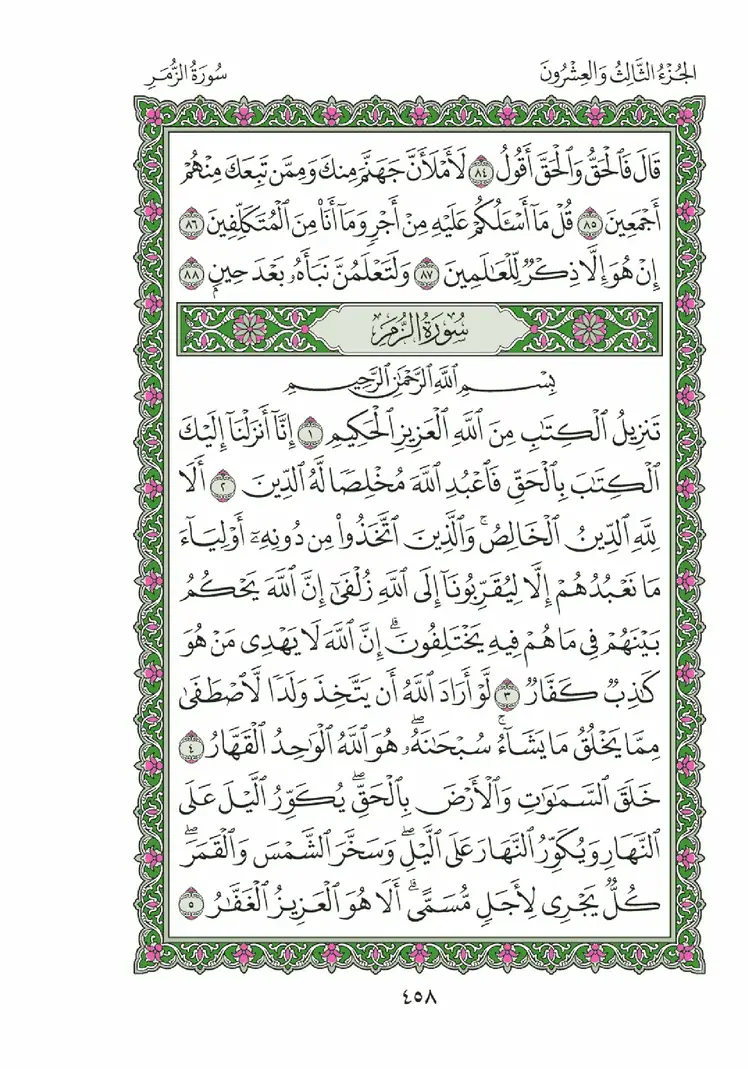 الجُزْءُ الثَّالِثُ وَالعِشْرُونَ
سُورَةُ الزُّمَرِ
قَالَ فَٱلۡحَقُّ وَٱلۡحَقَّ أَقُولُ ٨٤ لَأَمۡلَأَنَّ جَهَنَّمَ مِنكَ وَمِمَّن تَبِعَكَ مِنۡهُمۡ
أَجۡمَعِينَ ٨٥ قُلۡ مَآ أَسۡـَٔلُكُمۡ عَلَيۡهِ مِنۡ أَجۡرٖ وَمَآ أَنَا۠ مِنَ ٱلۡمُتَكَلِّفِينَ ٨٦
إِنۡ هُوَ إِلَّا ذِكۡرٞ لِّلۡعَٰلَمِينَ ٨٧ وَلَتَعۡلَمُنَّ نَبَأَهُۥ بَعۡدَ حِينِۭ ٨٨
سُورَةُ الزُّمَرِ
بِسۡمِ ٱللَّهِ ٱلرَّحۡمَٰنِ ٱلرَّحِيمِ
تَنزِيلُ ٱلۡكِتَٰبِ مِنَ ٱللَّهِ ٱلۡعَزِيزِ ٱلۡحَكِيمِ ١ إِنَّآ أَنزَلۡنَآ إِلَيۡكَ
ٱلۡكِتَٰبَ بِٱلۡحَقِّ فَٱعۡبُدِ ٱللَّهَ مُخۡلِصٗا لَّهُ ٱلدِّينَ ٢ أَلَا
لِلَّهِ ٱلدِّينُ ٱلۡخَالِصُۚ وَٱلَّذِينَ ٱتَّخَذُواْ مِن دُونِهِۦٓ أَوۡلِيَآءَ
مَا نَعۡبُدُهُمۡ إِلَّا لِيُقَرِّبُونَآ إِلَى ٱللَّهِ زُلۡفَىٰٓ إِنَّ ٱللَّهَ يَحۡكُمُ
بَيۡنَهُمۡ فِي مَا هُمۡ فِيهِ يَخۡتَلِفُونَۗ إِنَّ ٱللَّهَ لَا يَهۡدِي مَنۡ هُوَ
كَٰذِبٞ كَفَّارٞ ٣ لَّوۡ أَرَادَ ٱللَّهُ أَن يَتَّخِذَ وَلَدٗا لَّٱصۡطَفَىٰ
مِمَّا يَخۡلُقُ مَا يَشَآءُۚ سُبۡحَٰنَهُۥۖ هُوَ ٱللَّهُ ٱلۡوَٰحِدُ ٱلۡقَهَّارُ ٤
خَلَقَ ٱلسَّمَٰوَٰتِ وَٱلۡأَرۡضَ بِٱلۡحَقِّۖ يُكَوِّرُ ٱلَّيۡلَ عَلَى
ٱلنَّهَارِ وَيُكَوِّرُ ٱلنَّهَارَ عَلَى ٱلَّيۡلِۖ وَسَخَّرَ ٱلشَّمۡسَ وَٱلۡقَمَرَۖ
كُلّٞ يَجۡرِي لِأَجَلٖ مُّسَمًّىۗ أَلَا هُوَ ٱلۡعَزِيزُ ٱلۡغَفَّٰرُ ٥
٤٥٨